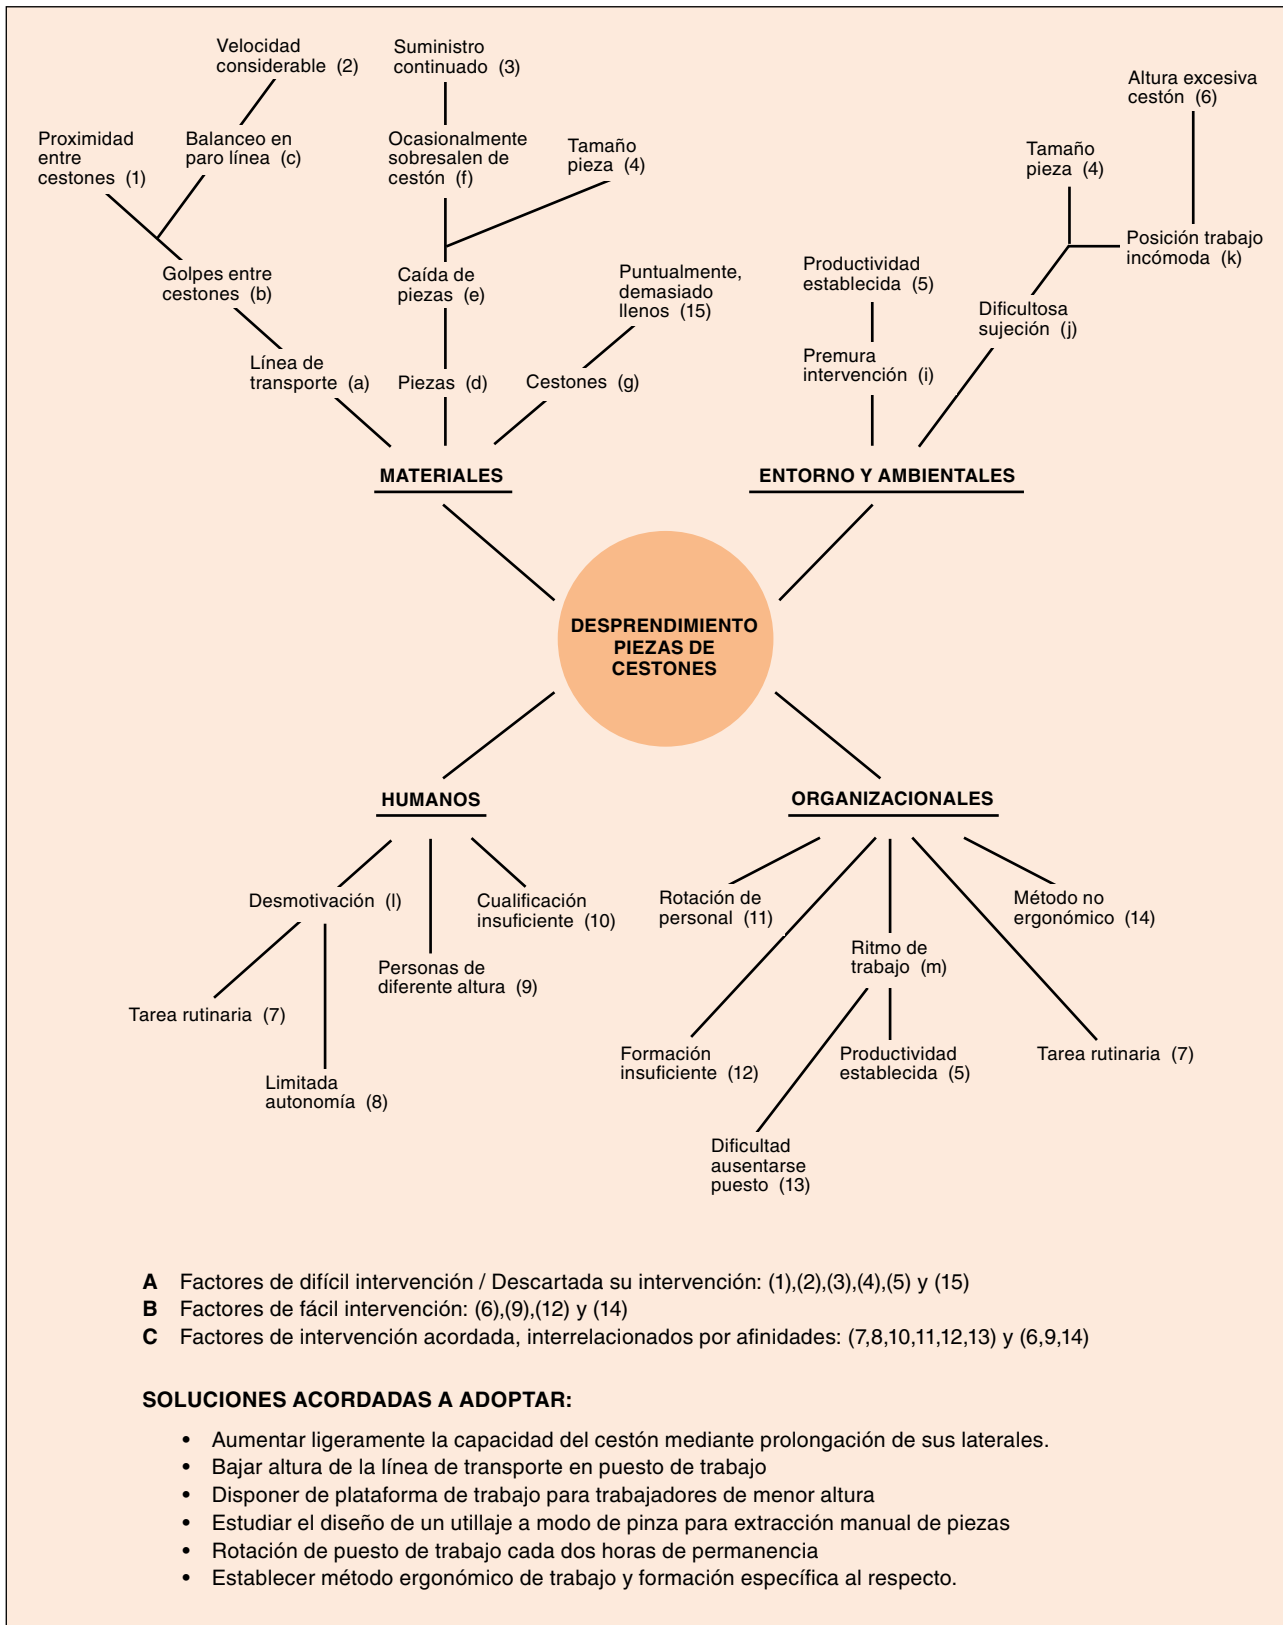 Velocidad
considerable (2)
Suministro
continuado (3)
Altura excesiva
cestón (6)
Proximidad
entre
cestones (1)
Balanceo en
paro línea (c)
Ocasionalmente
sobresalen de
cestón (f)
Tamaño
pieza (4)
Tamaño
pieza (4)
Posición trabajo
incómoda (k)
Golpes entre
cestones (b)
Caída de
piezas (e)
Puntualmente,
demasiado
llenos (15)
Productividad
establecida (5)
Dificultosa
sujeción (j)
Línea de
transporte (a)
Piezas (d)
Cestones (g)
Premura
intervención (i)
MATERIALES
ENTORNO Y AMBIENTALES
DESPRENDIMIENTO
PIEZAS DE
CESTONES
HUMANOS
ORGANIZACIONALES
Desmotivación (l)
Cualificación
insuficiente (10)
Rotación de
personal (11)
Método no
ergonómico (14)
Personas de
diferente altura (9)
Ritmo de
trabajo (m)
Tarea rutinaria (7)
Formación
insuficiente (12)
Productividad
establecida (5)
Tarea rutinaria (7)
Limitada
autonomía (8)
Dificultad
ausentarse
puesto (13)
A Factores de difícil intervención / Descartada su intervención: (1),(2),(3),(4),(5) y (15)
B Factores de fácil intervención: (6),(9),(12) y (14)
C Factores de intervención acordada, interrelacionados por afinidades: (7,8,10,11,12,13) y (6,9,14)
SOLUCIONES ACORDADAS A ADOPTAR:
• Aumentar ligeramente la capacidad del cestón mediante prolongación de sus laterales.
• Bajar altura de la línea de transporte en puesto de trabajo
• Disponer de plataforma de trabajo para trabajadores de menor altura
• Estudiar el diseño de un utillaje a modo de pinza para extracción manual de piezas
• Rotación de puesto de trabajo cada dos horas de permanencia
• Establecer método ergonómico de trabajo y formación específica al respecto.